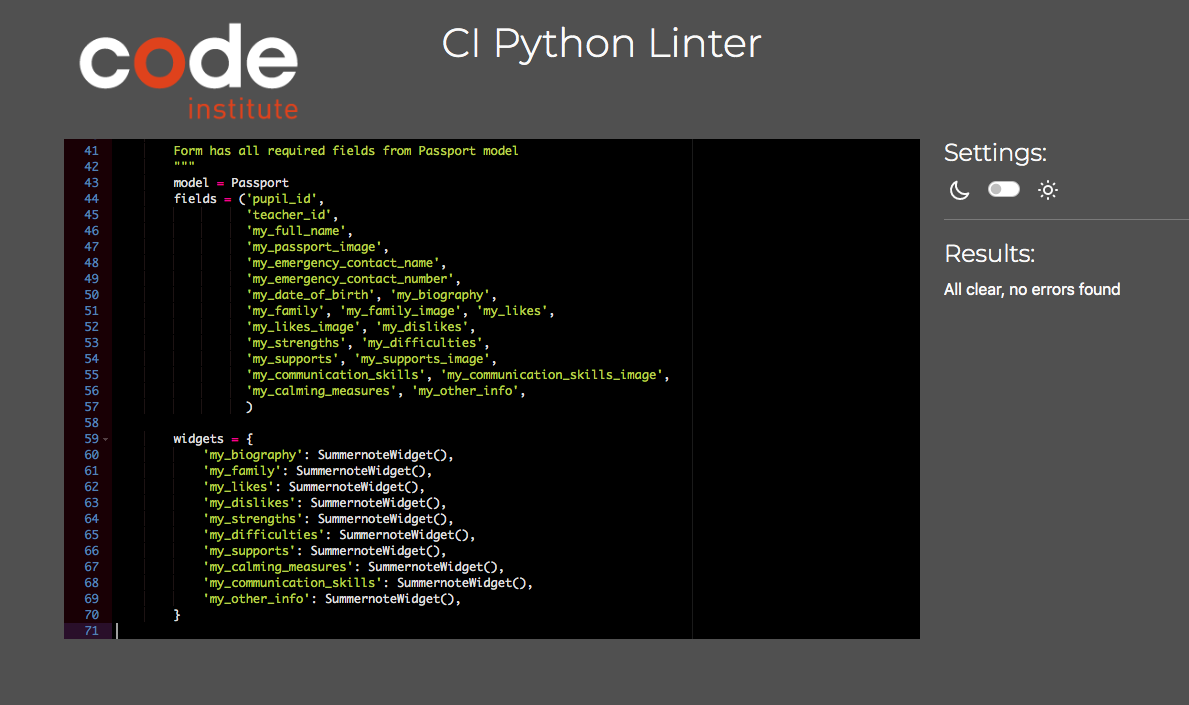 code
institute
CI Python Linter
41 Form has all required fields from Passport model
42 """
43 model = Passport
44 fields = ('pupil_id',
45 'teacher_id',
46 'my_full_name',
47 'my_passport_image',
48 'my_emergency_contact_name',
49 'my_emergency_contact_number',
50 'my_date_of_birth', 'my_biography',
51 'my_family', 'my_family_image', 'my_likes',
52 'my_likes_image', 'my_dislikes',
53 'my_strengths', 'my_difficulties',
54 'my_supports', 'my_supports_image',
55 'my_communication_skills', 'my_communication_skills_image',
56 'my_calming_measures', 'my_other_info',
57 )
58
59 widgets = {
60 'my_biography': SummernoteWidget(),
61 'my_family': SummernoteWidget(),
62 'my_likes': SummernoteWidget(),
63 'my_dislikes': SummernoteWidget(),
64 'my_strengths': SummernoteWidget(),
65 'my_difficulties': SummernoteWidget(),
66 'my_supports': SummernoteWidget(),
67 'my_calming_measures': SummernoteWidget(),
68 'my_communication_skills': SummernoteWidget(),
69 'my_other_info': SummernoteWidget(),
70 }
71
Settings:
Results:
All clear, no errors found